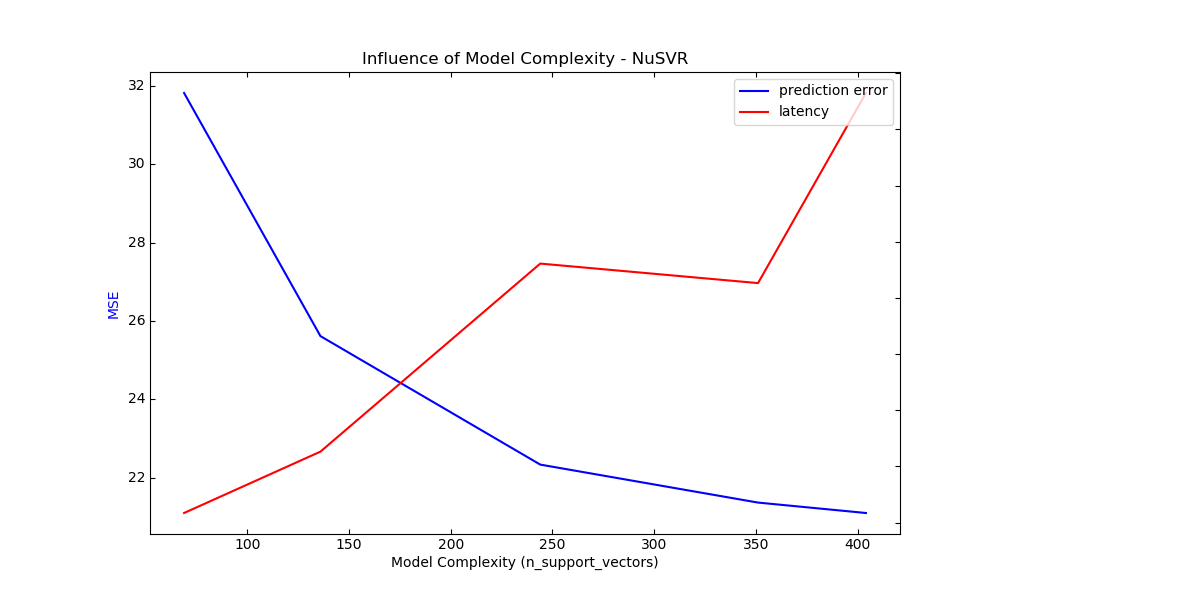 Influence of Model Complexity - NuSVR
prediction error
latency
32
30
28
26
24
22
MSE
100 150 200 250 300 350 400
Model Complexity (n_support_vectors)